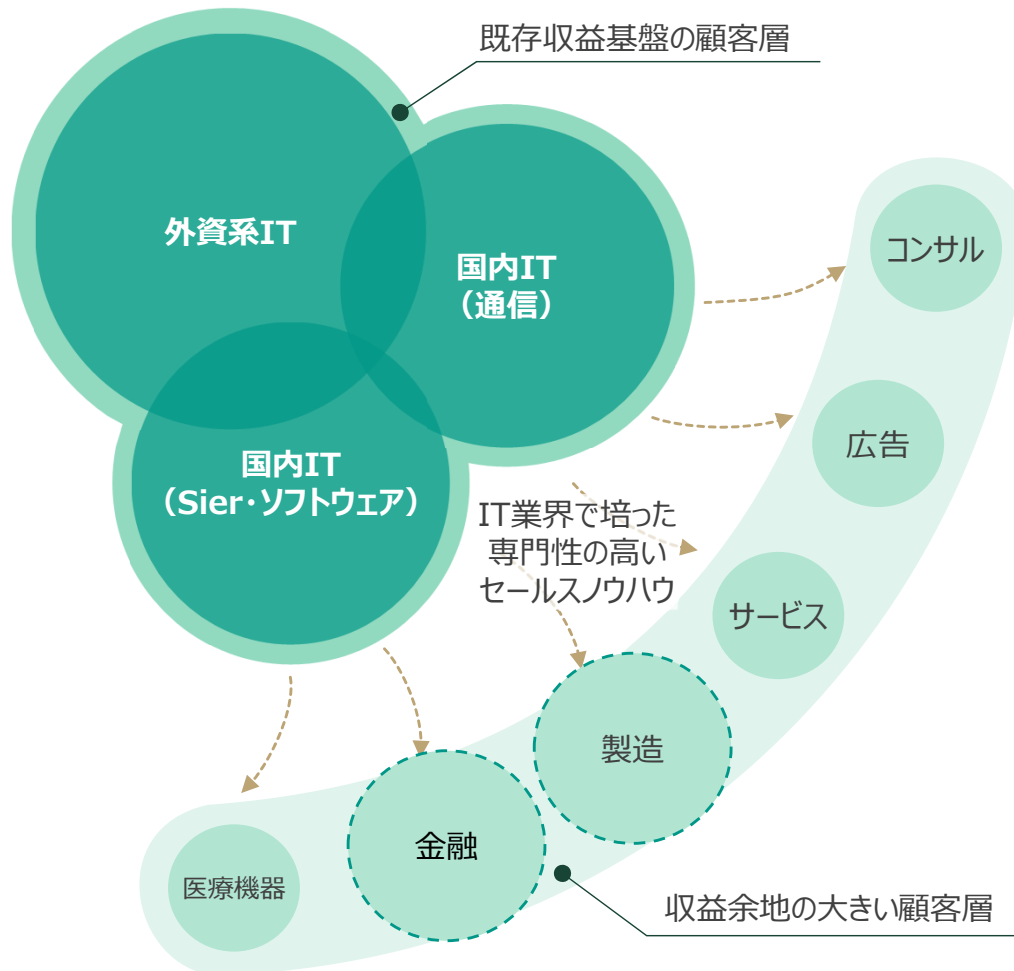 既存収益基盤の顧客層
外資系IT
国内IT
（通信）
国内IT
（Sier・ソフトウェア）
コンサル
広告
IT業界で培った
専門性の高い
セールスノウハウ
サービス
製造
金融
医療機器
収益余地の大きい顧客層